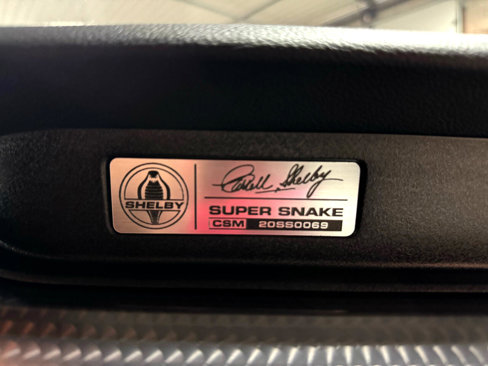 SHELBY
Carroll Shelby
SUPER SNAKE
CSM 20SS0069